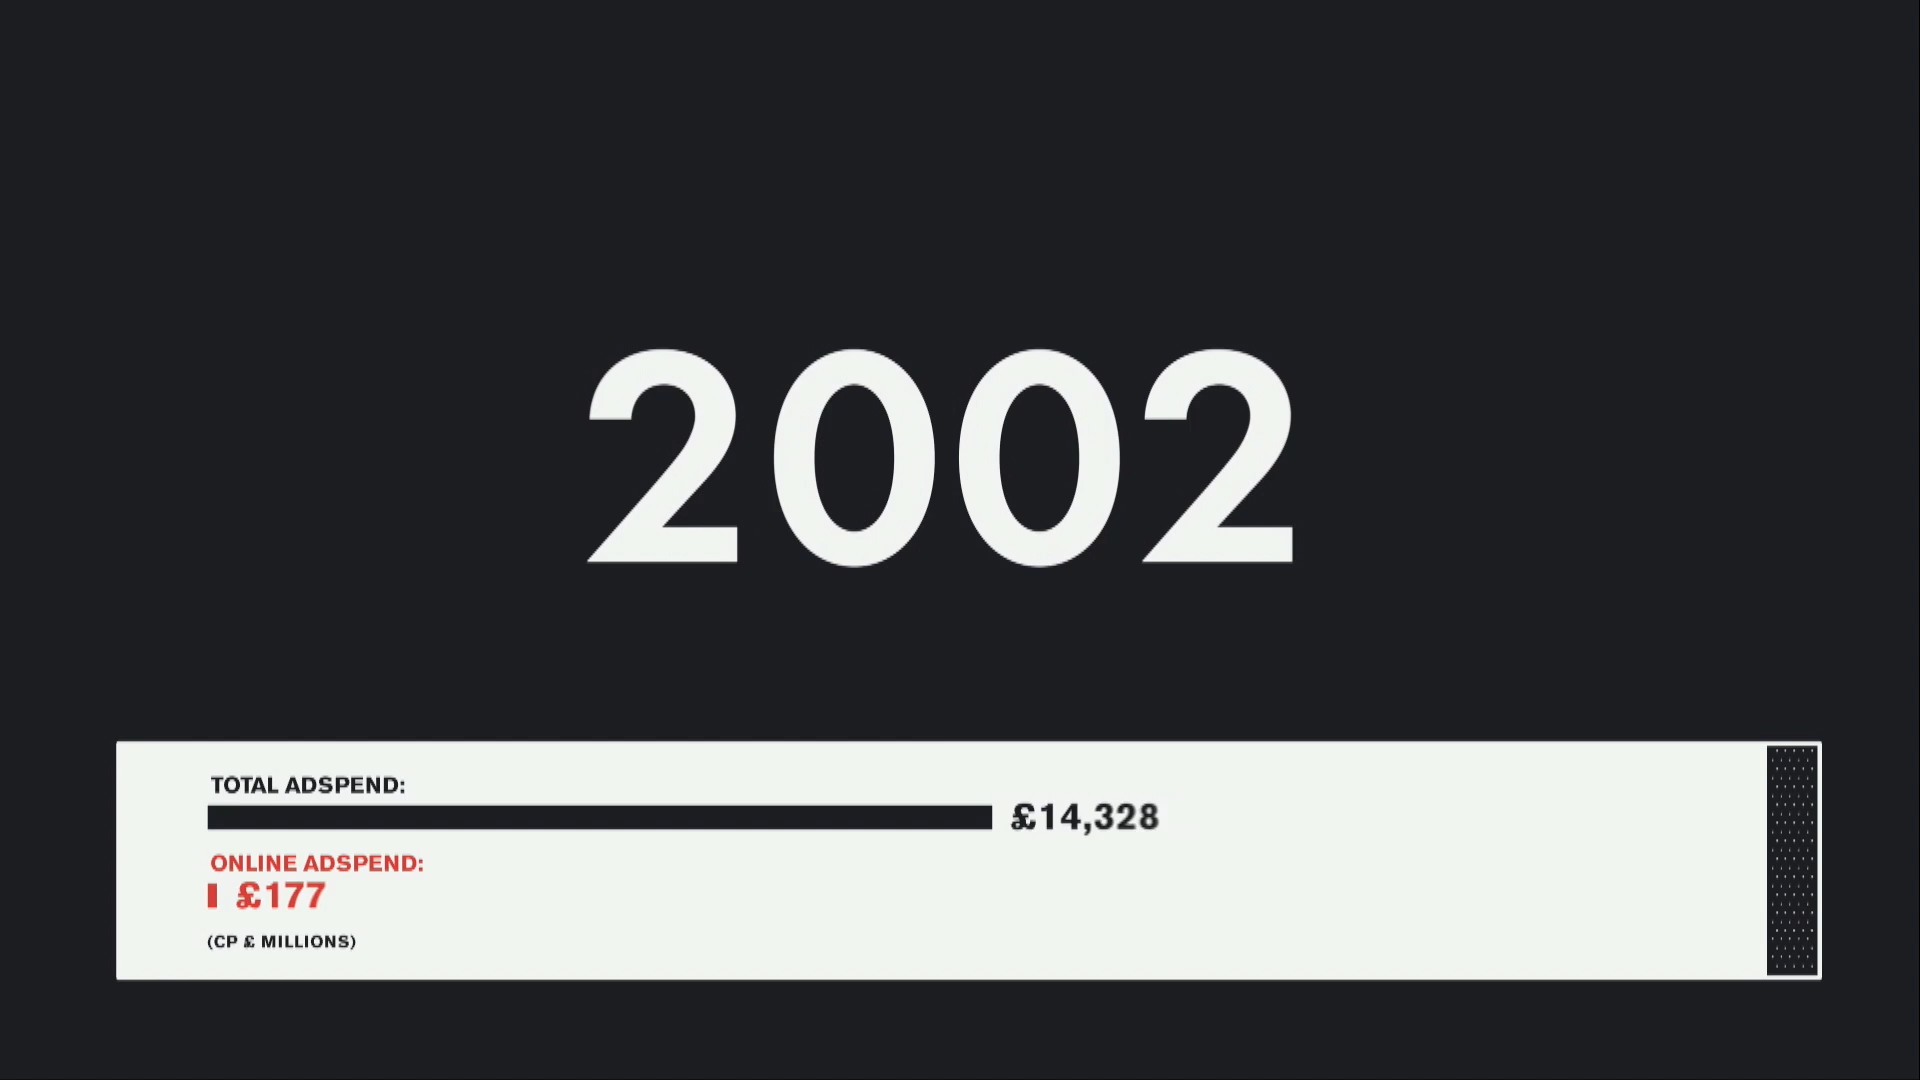 2002
TOTAL ADSPEND:
£14,328
ONLINE ADSPEND:
£177
(CP £ MILLIONS)